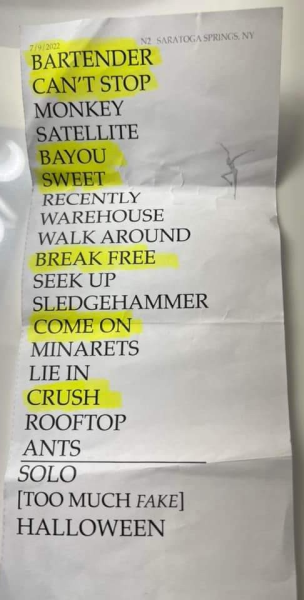 7/9/2022 N2 SARATOGA SPRINGS, NY
BARTENDER
CAN'T STOP
MONKEY
SATELLITE
BAYOU
SWEET
RECENTLY
WAREHOUSE
WALK AROUND
BREAK FREE
SEEK UP
SLEDGEHAMMER
COME ON
MINARETS
LIE IN
CRUSH
ROOFTOP
ANTS
SOLO
[TOO MUCH FAKE]
HALLOWEEN